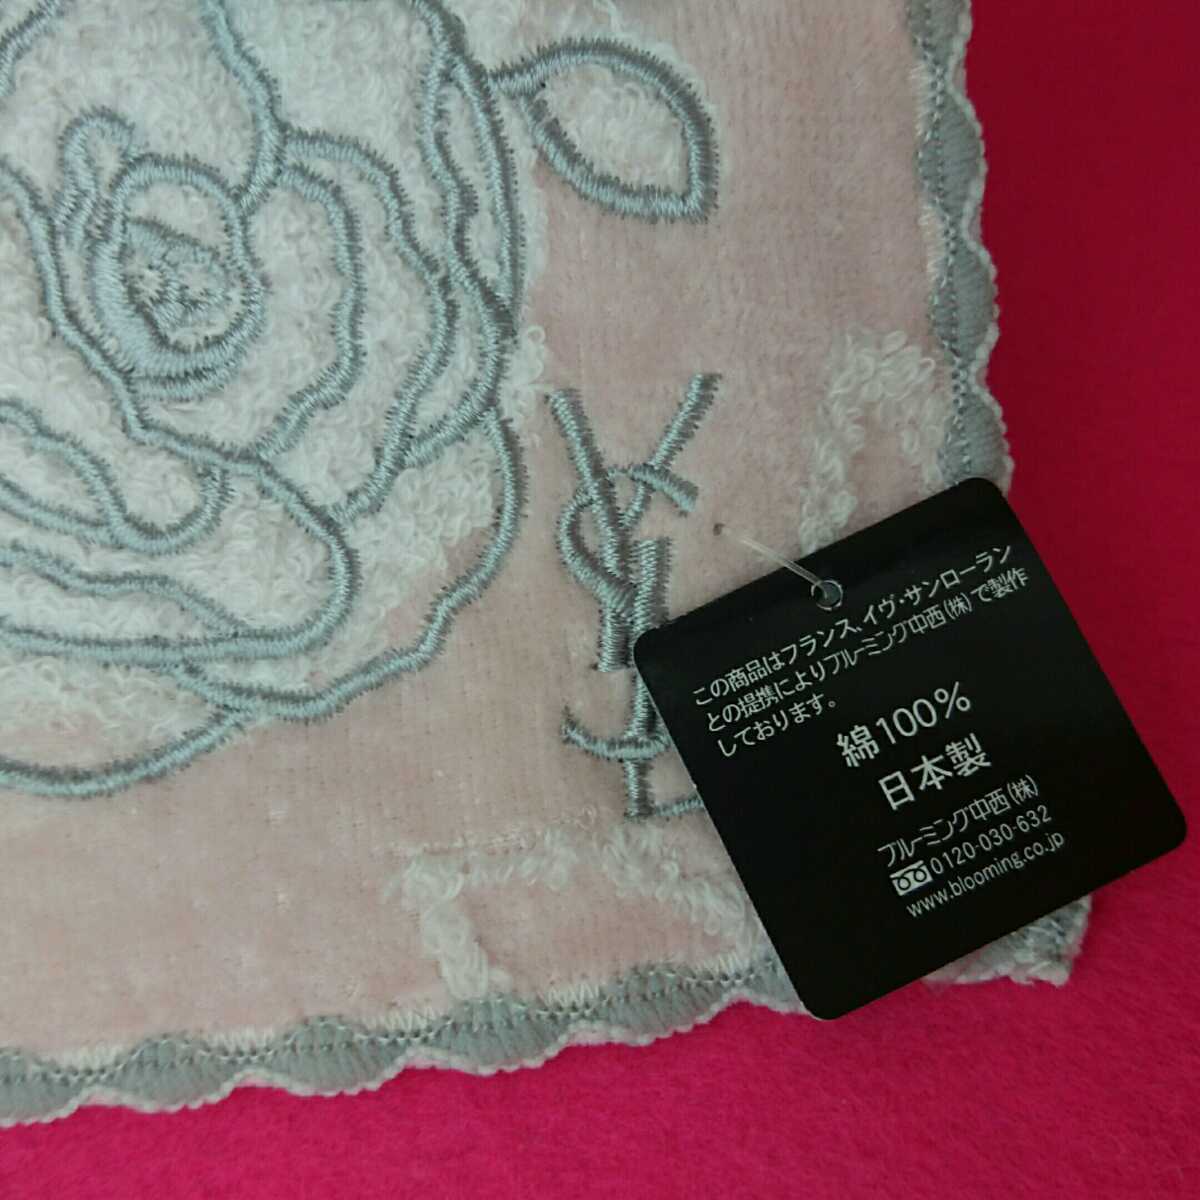 YSL
この商品はフランス、イヴ・サンローラン
との提携によりブルーミング中西(株)で製作
しております。
綿100%
日本製
ブルーミング中西(株)
0120-030-632
www.blooming.co.jp